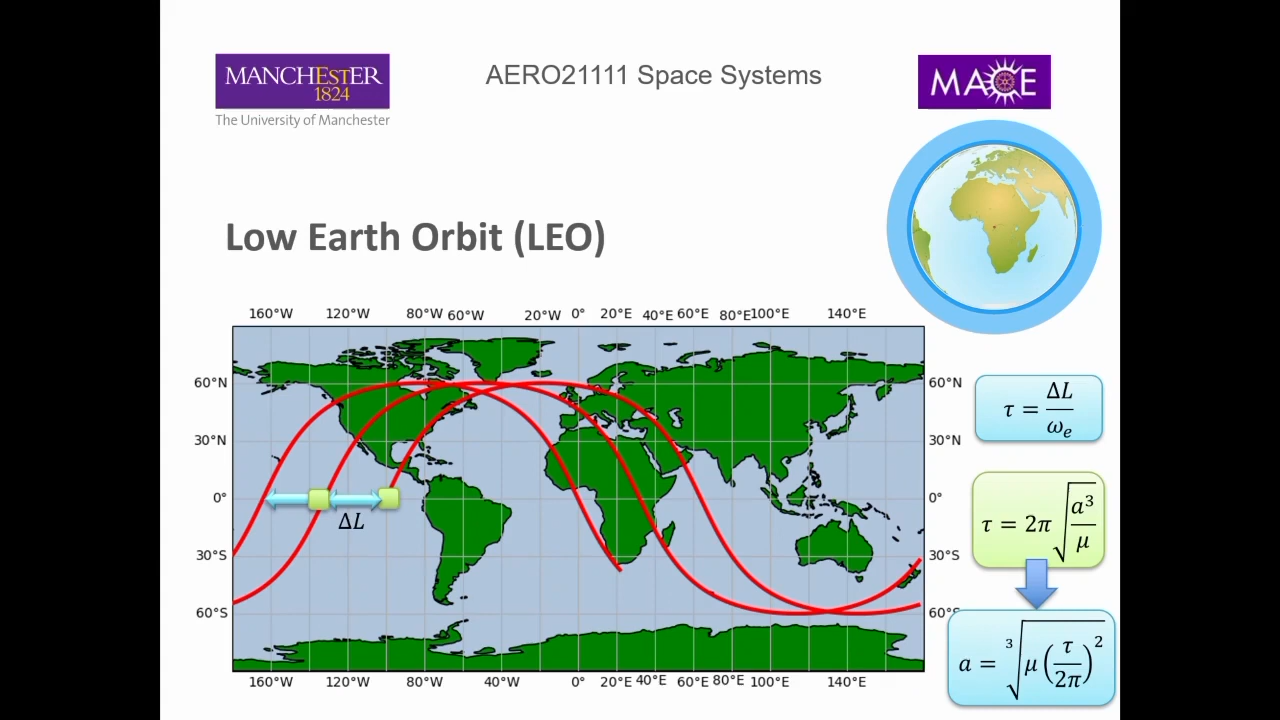 MANCHEsTER
1824
The University of Manchester
AERO21111 Space Systems
MACE
Low Earth Orbit (LEO)
160°W 120°W 80°W 60°W 20°W 0° 20°E 40°E 60°E 80°E 100°E 140°E
60°N 60°N
30°N 30°N
0° 0°
30°S 30°S
60°S 60°S
160°W 120°W 80°W 40°W 0° 20°E 40°E 60°E 80°E 100°E 140°E
ΔL
τ = ΔL/ωₑ
τ = 2π√(a³/μ)
a = ∛(μ(τ/2π)²)